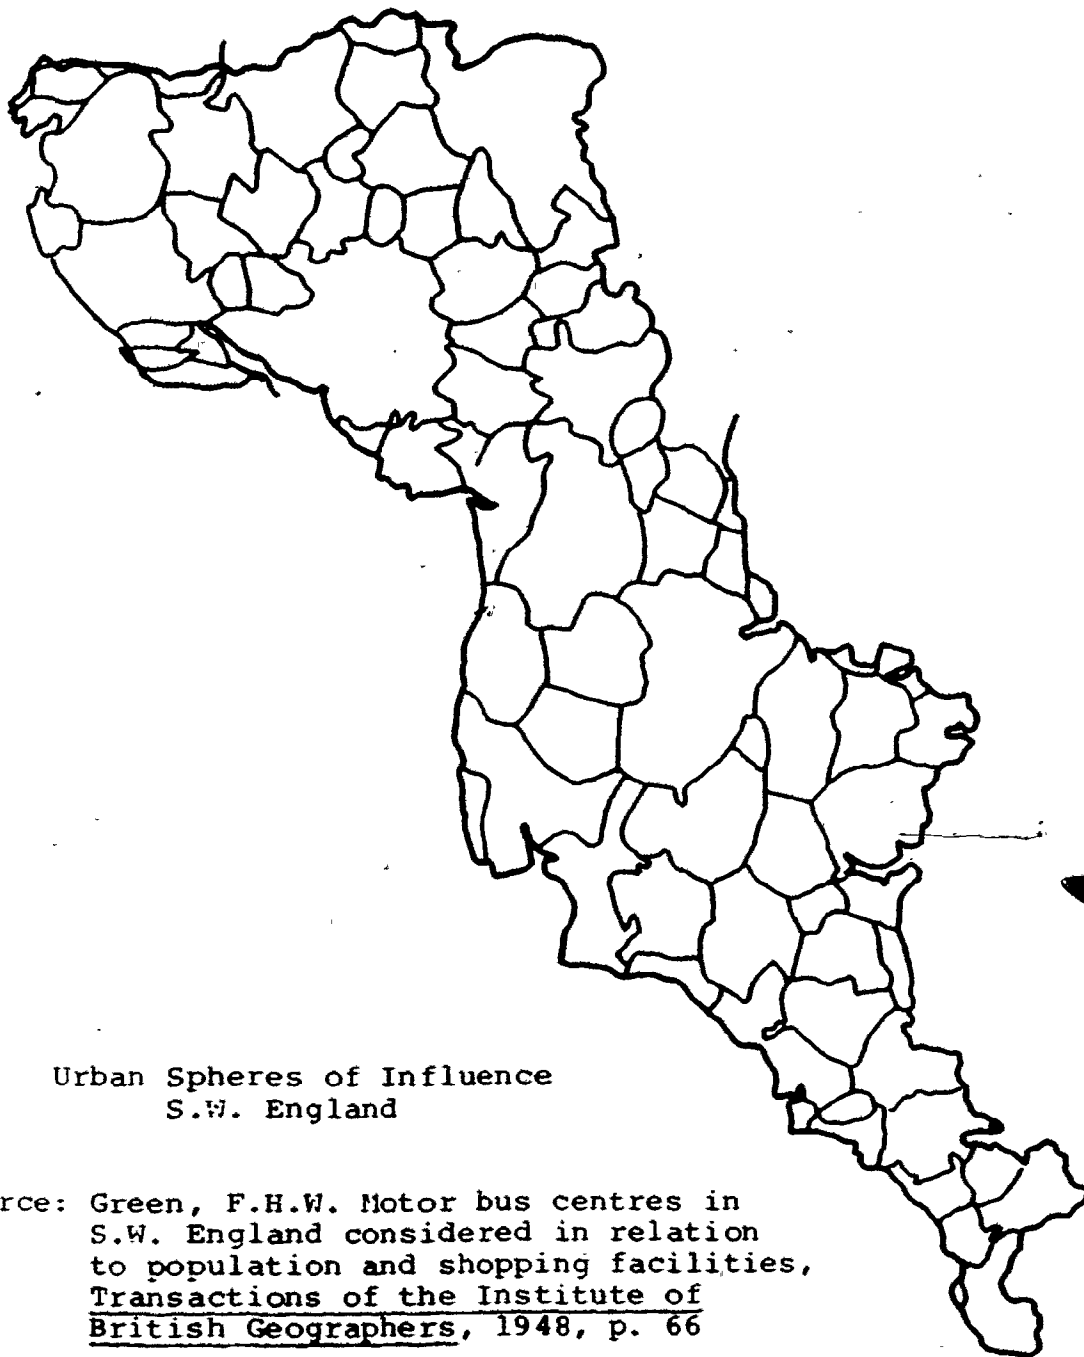 Urban Spheres of Influence
S.W. England
rce: Green, F.H.W. Motor bus centres in
S.W. England considered in relation
to population and shopping facilities,
Transactions of the Institute of
British Geographers, 1948, p. 66